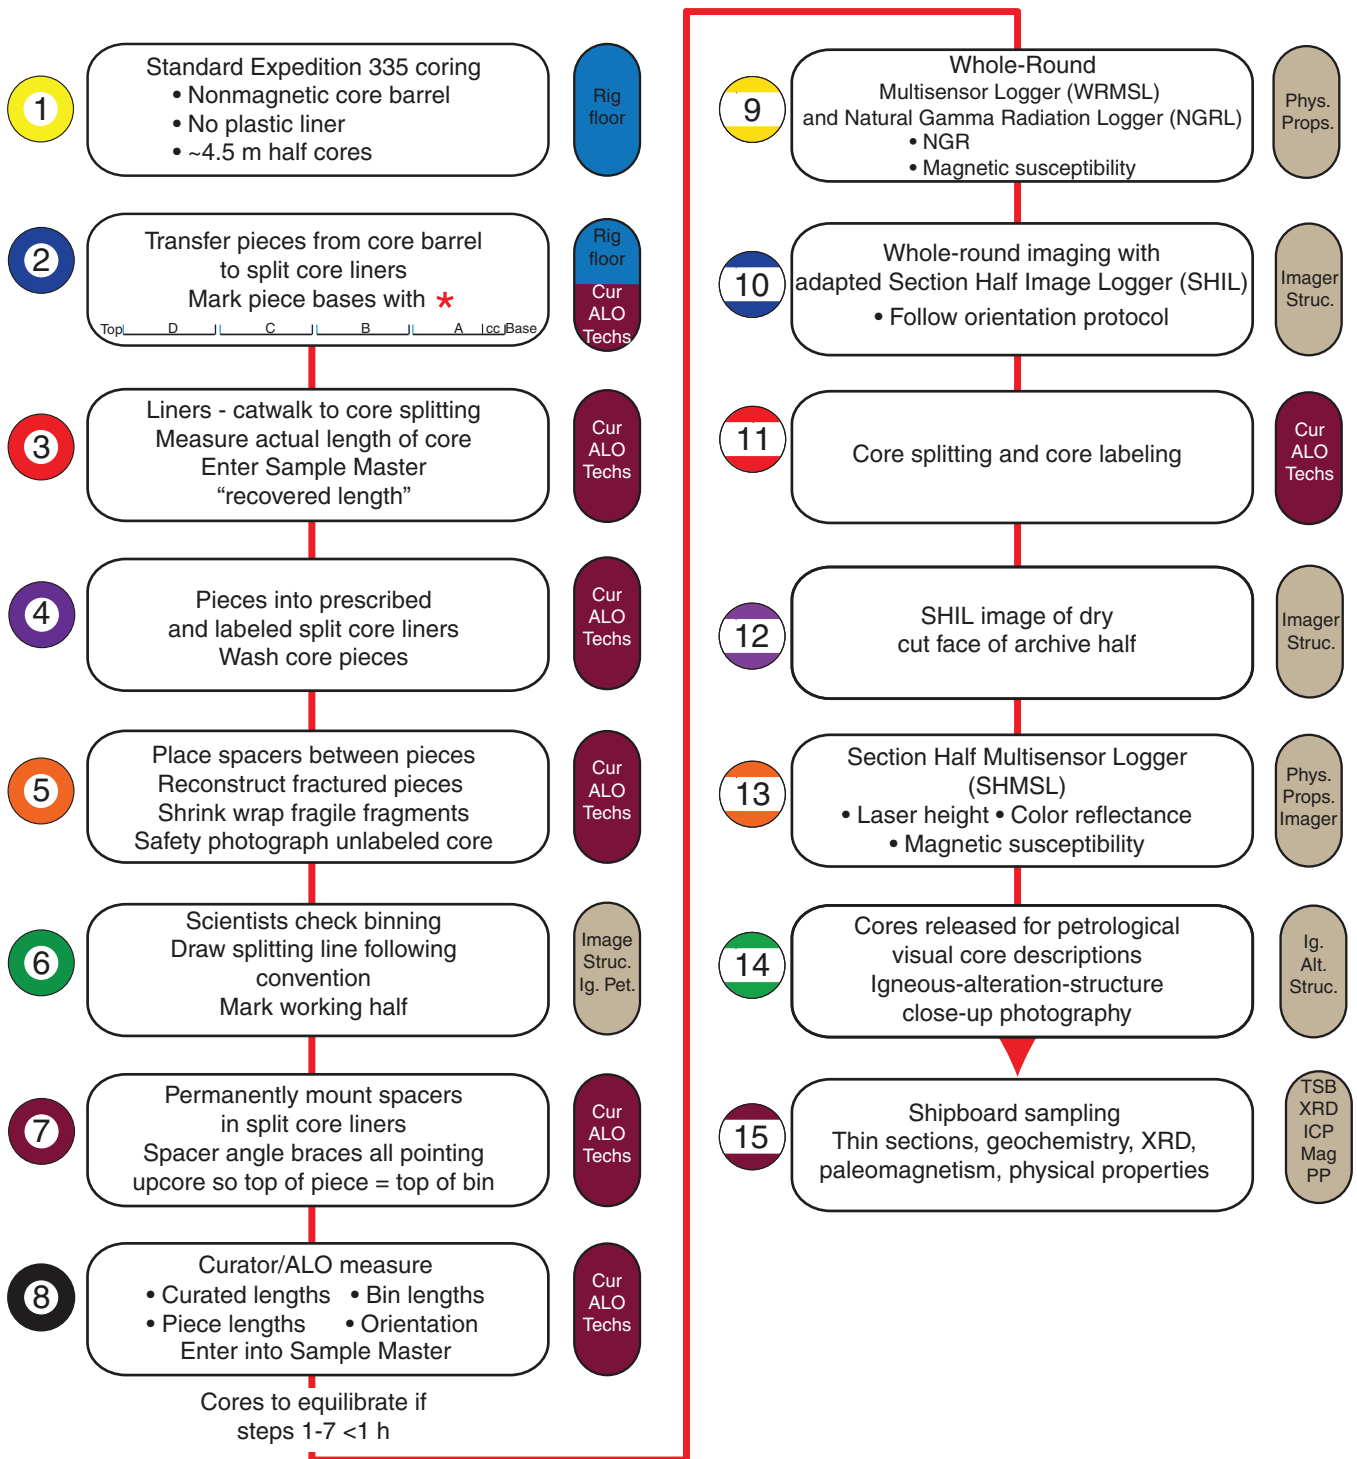 1
Standard Expedition 335 coring
• Nonmagnetic core barrel
• No plastic liner
• ~4.5 m half cores
Rig
floor
2
Transfer pieces from core barrel
to split core liners
Mark piece bases with *
Top D C B A cc Base
Rig
floor
Cur
ALO
Techs
3
Liners - catwalk to core splitting
Measure actual length of core
Enter Sample Master
“recovered length”
Cur
ALO
Techs
4
Pieces into prescribed
and labeled split core liners
Wash core pieces
Cur
ALO
Techs
5
Place spacers between pieces
Reconstruct fractured pieces
Shrink wrap fragile fragments
Safety photograph unlabeled core
Cur
ALO
Techs
6
Scientists check binning
Draw splitting line following
convention
Mark working half
Image
Struc.
Ig. Pet.
7
Permanently mount spacers
in split core liners
Spacer angle braces all pointing
upcore so top of piece = top of bin
Cur
ALO
Techs
8
Curator/ALO measure
• Curated lengths • Bin lengths
• Piece lengths • Orientation
Enter into Sample Master
Cur
ALO
Techs
Cores to equilibrate if
steps 1-7 <1 h
9
Whole-Round
Multisensor Logger (WRMSL)
and Natural Gamma Radiation Logger (NGRL)
• NGR
• Magnetic susceptibility
Phys.
Props.
10
Whole-round imaging with
adapted Section Half Image Logger (SHIL)
• Follow orientation protocol
Imager
Struc.
11
Core splitting and core labeling
Cur
ALO
Techs
12
SHIL image of dry
cut face of archive half
Imager
Struc.
13
Section Half Multisensor Logger
(SHMSL)
• Laser height • Color reflectance
• Magnetic susceptibility
Phys.
Props.
Imager
14
Cores released for petrological
visual core descriptions
Igneous-alteration-structure
close-up photography
Ig.
Alt.
Struc.
15
Shipboard sampling
Thin sections, geochemistry, XRD,
paleomagnetism, physical properties
TSB
XRD
ICP
Mag
PP